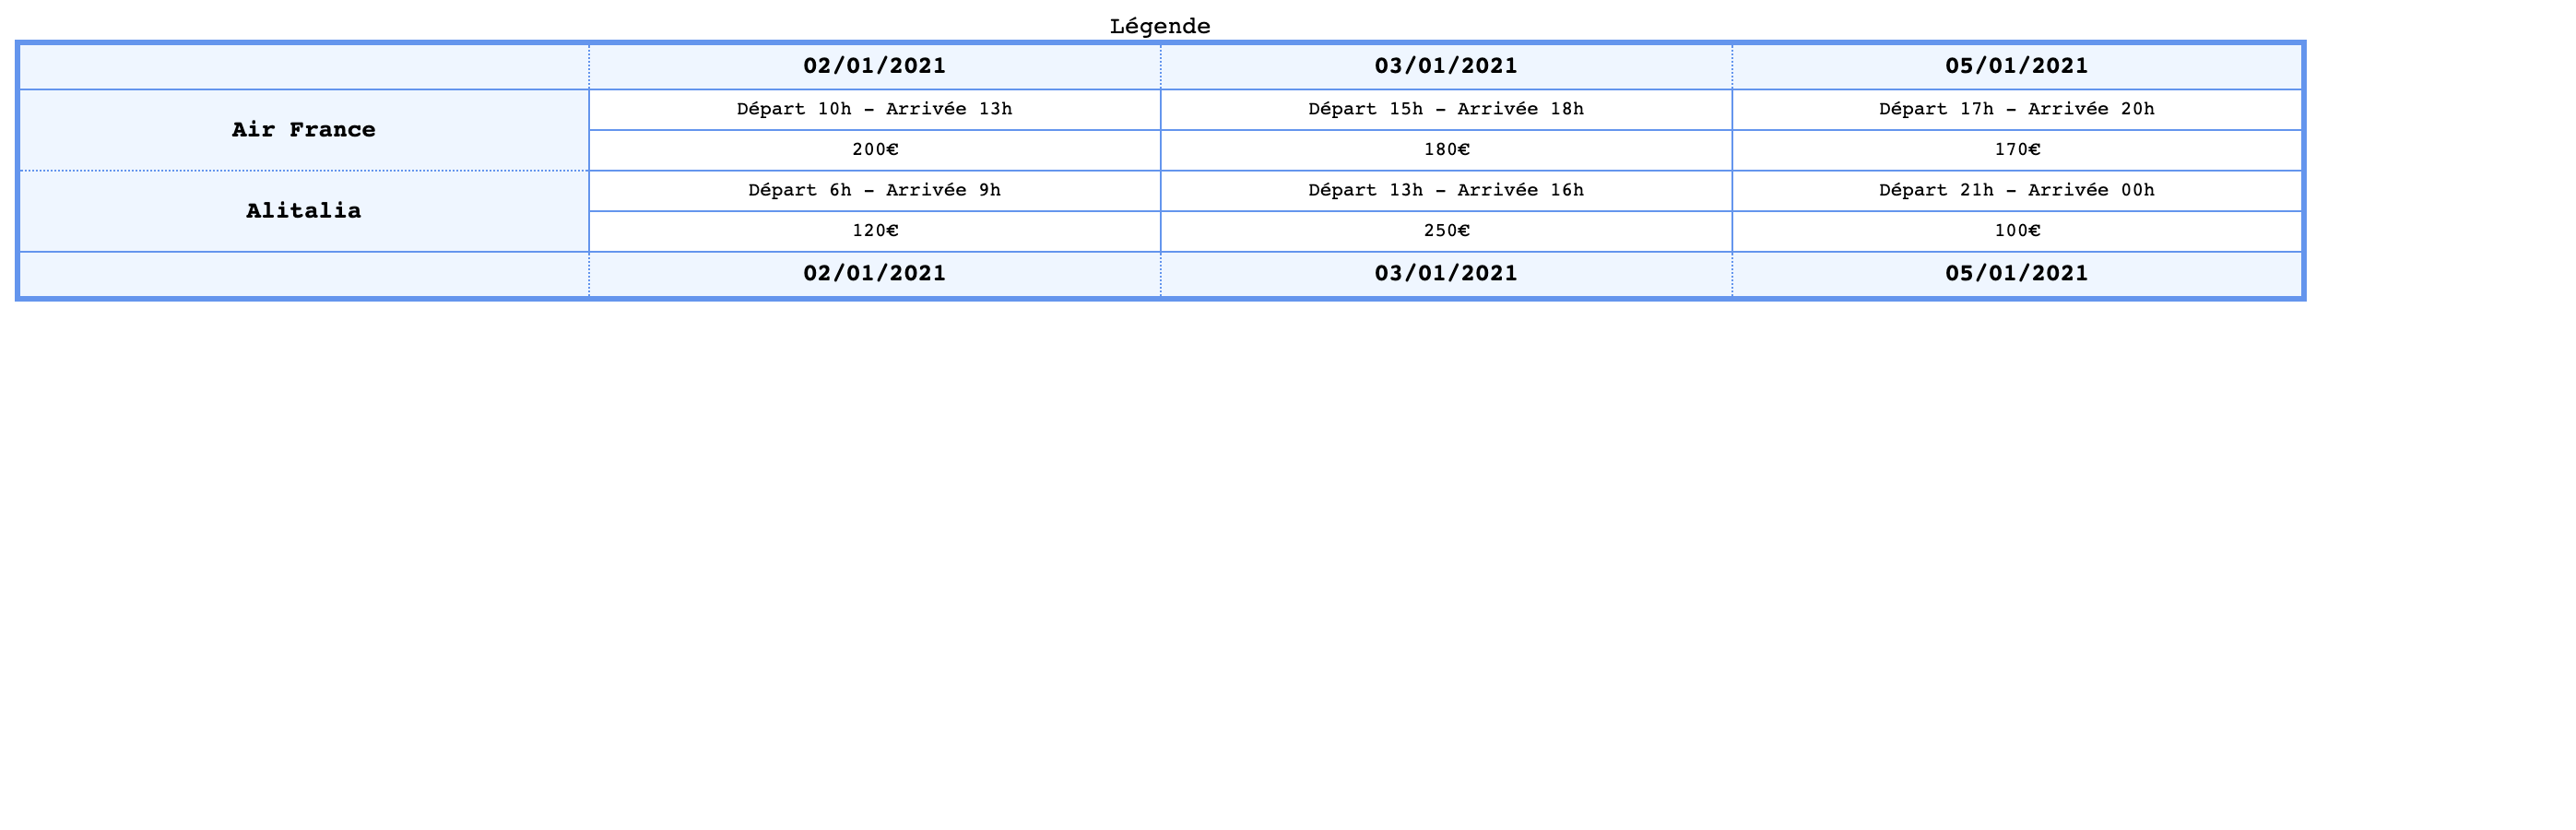 Légende
02/01/2021 03/01/2021 05/01/2021
Air France
Départ 10h - Arrivée 13h Départ 15h - Arrivée 18h Départ 17h - Arrivée 20h
200€ 180€ 170€
Alitalia
Départ 6h - Arrivée 9h Départ 13h - Arrivée 16h Départ 21h - Arrivée 00h
120€ 250€ 100€
02/01/2021 03/01/2021 05/01/2021